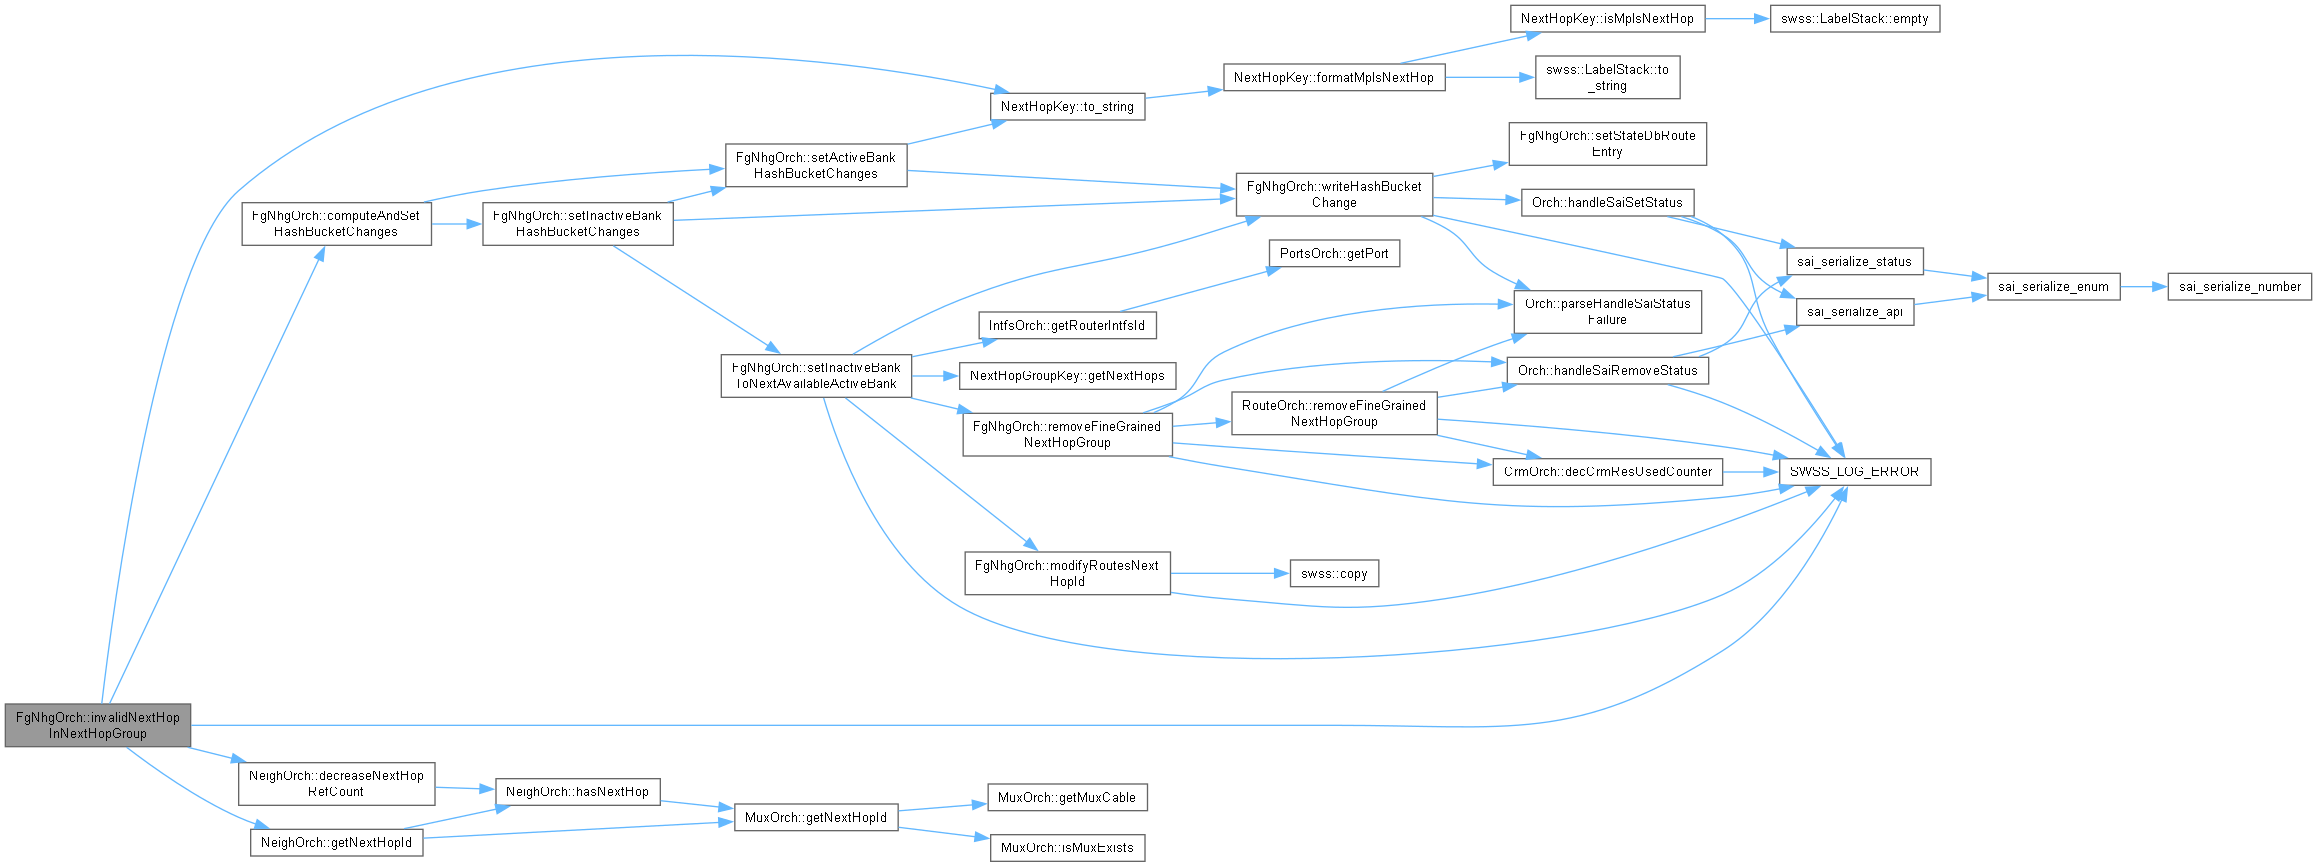 NextHopKey::isMplsNextHop
swss::LabelStack::empty
NextHopKey::formatMplsNextHop
swss::LabelStack::to
_string
NextHopKey::to_string
FgNhgOrch::setStateDbRoute
Entry
FgNhgOrch::setActiveBank
HashBucketChanges
FgNhgOrch::writeHashBucket
Change
Orch::handleSaiSetStatus
FgNhgOrch::computeAndSet
HashBucketChanges
FgNhgOrch::setInactiveBank
HashBucketChanges
PortsOrch::getPort
sai_serialize_status
sai_serialize_enum
sai_serialize_number
Orch::parseHandleSaiStatus
Failure
sai_serialize_api
IntfsOrch::getRouterIntfsId
FgNhgOrch::setInactiveBank
ToNextAvailableActiveBank
NextHopGroupKey::getNextHops
Orch::handleSaiRemoveStatus
RouteOrch::removeFineGrained
NextHopGroup
FgNhgOrch::removeFineGrained
NextHopGroup
CrmOrch::decCrmResUsedCounter
SWSS_LOG_ERROR
FgNhgOrch::modifyRoutesNext
HopId
swss::copy
FgNhgOrch::invalidNextHop
InNextHopGroup
NeighOrch::decreaseNextHop
RefCount
NeighOrch::hasNextHop
MuxOrch::getMuxCable
MuxOrch::getNextHopId
NeighOrch::getNextHopId
MuxOrch::isMuxExists